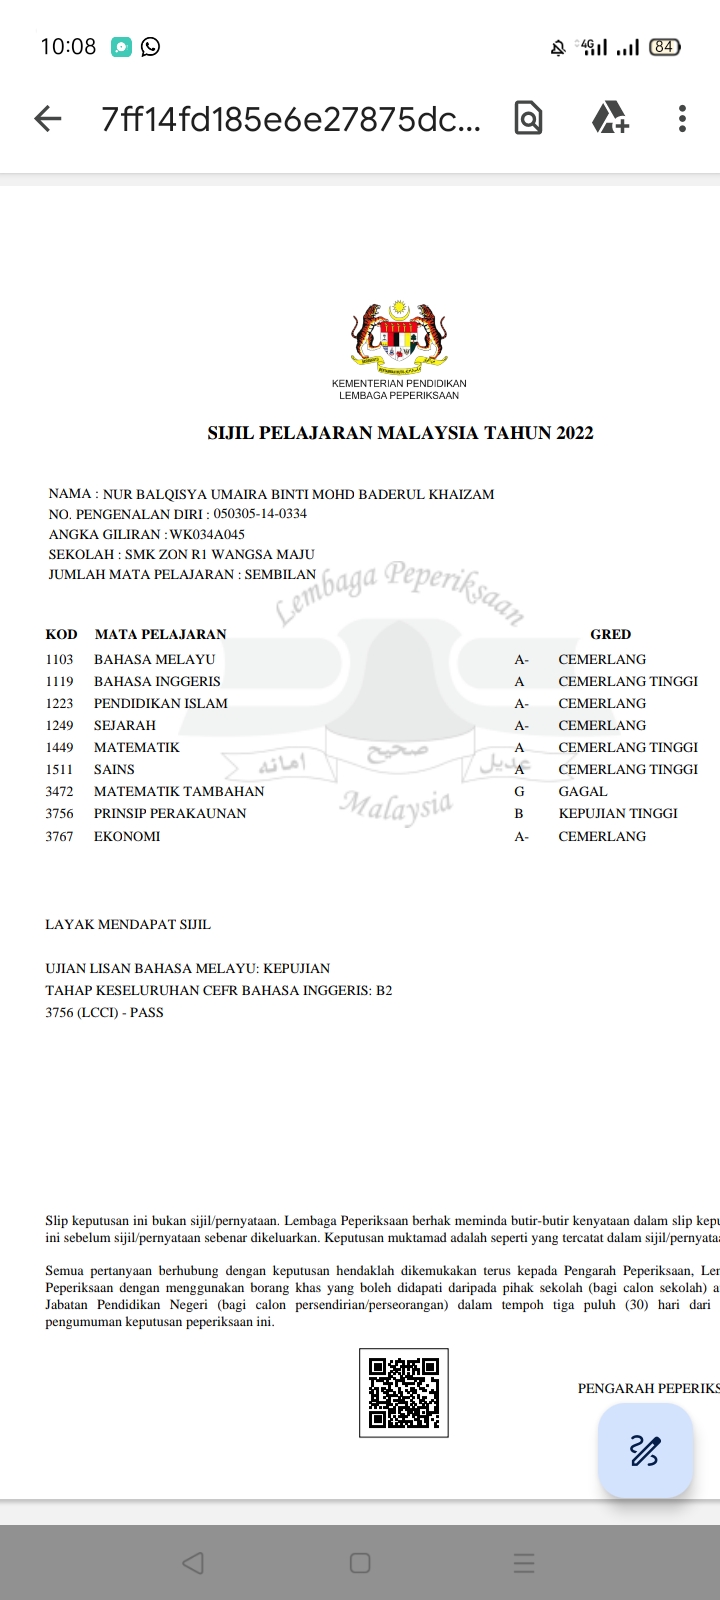 10:08
4G
84
7ff14fd185e6e27875dc...
KEMENTERIAN PENDIDIKAN
LEMBAGA PEPERIKSAAN
SIJIL PELAJARAN MALAYSIA TAHUN 2022
NAMA : NUR BALQISYA UMAIRA BINTI MOHD BADERUL KHAIZAM
NO. PENGENALAN DIRI : 050305-14-0334
ANGKA GILIRAN :WK034A045
SEKOLAH : SMK ZON R1 WANGSA MAJU
JUMLAH MATA PELAJARAN : SEMBILAN
Lembaga Peperiksaan
KOD MATA PELAJARAN GRED
1103 BAHASA MELAYU A- CEMERLANG
1119 BAHASA INGGERIS A CEMERLANG TINGGI
1223 PENDIDIKAN ISLAM A- CEMERLANG
1249 SEJARAH A- CEMERLANG
1449 MATEMATIK A CEMERLANG TINGGI
امانه صحيح عديل
1511 SAINS A CEMERLANG TINGGI
3472 MATEMATIK TAMBAHAN G GAGAL
Malaysia
3756 PRINSIP PERAKAUNAN B KEPUJIAN TINGGI
3767 EKONOMI A- CEMERLANG
LAYAK MENDAPAT SIJIL
UJIAN LISAN BAHASA MELAYU: KEPUJIAN
TAHAP KESELURUHAN CEFR BAHASA INGGERIS: B2
3756 (LCCI) - PASS
Slip keputusan ini bukan sijil/pernyataan. Lembaga Peperiksaan berhak meminda butir-butir kenyataan dalam slip kepu
ini sebelum sijil/pernyataan sebenar dikeluarkan. Keputusan muktamad adalah seperti yang tercatat dalam sijil/pernyata
Semua pertanyaan berhubung dengan keputusan hendaklah dikemukakan terus kepada Pengarah Peperiksaan, Len
Peperiksaan dengan menggunakan borang khas yang boleh didapati daripada pihak sekolah (bagi calon sekolah) a
Jabatan Pendidikan Negeri (bagi calon persendirian/perseorangan) dalam tempoh tiga puluh (30) hari dari
pengumuman keputusan peperiksaan ini.
PENGARAH PEPERIKS